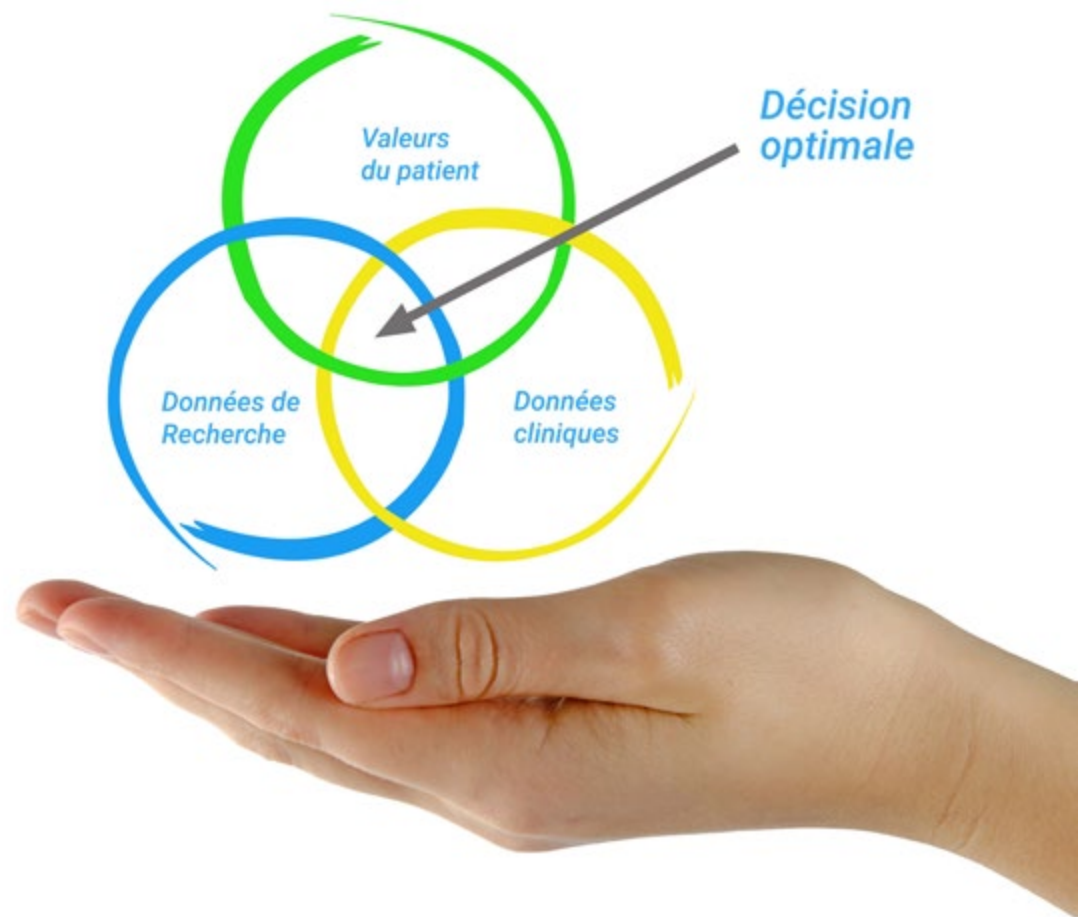 Valeurs
du patient
Décision
optimale
Données de
Recherche
Données
cliniques